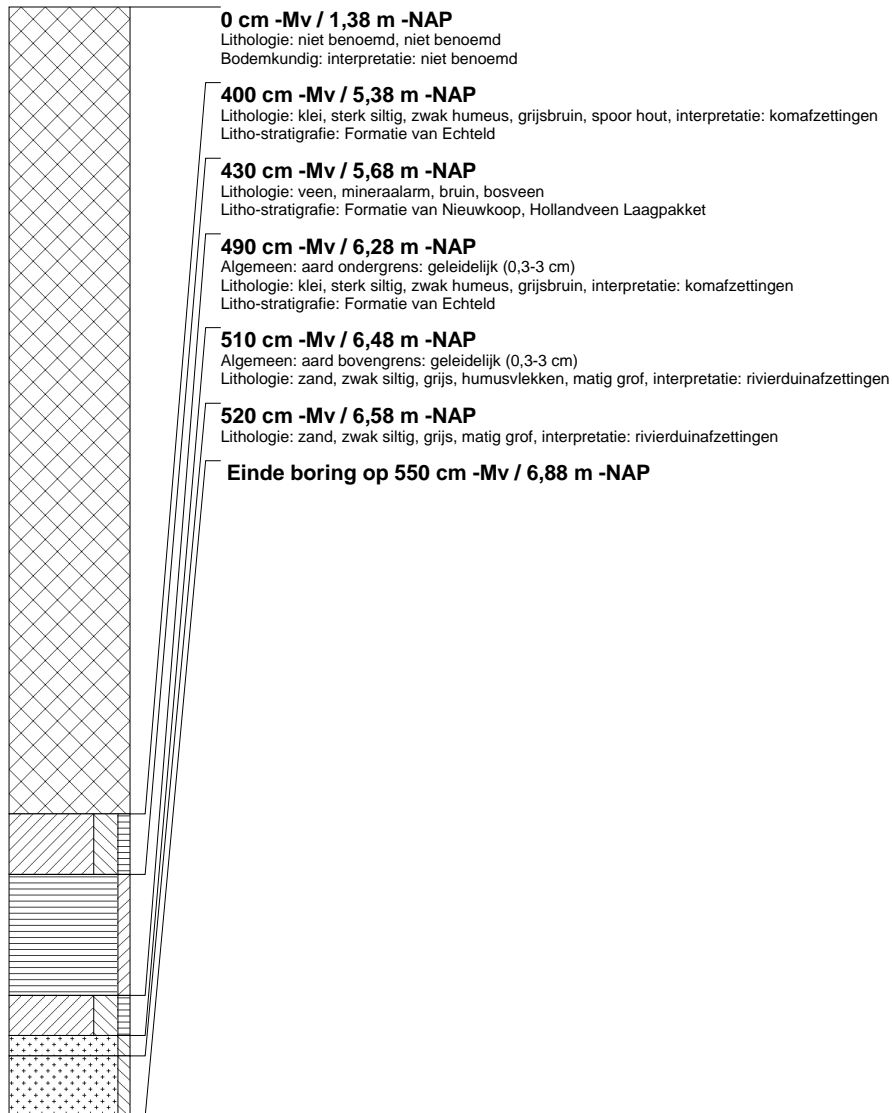 0 cm -Mv / 1,38 m -NAP
Lithologie: niet benoemd, niet benoemd
Bodemkundig: interpretatie: niet benoemd
400 cm -Mv / 5,38 m -NAP
Lithologie: klei, sterk siltig, zwak humeus, grijsbruin, spoor hout, interpretatie: komafzettingen
Litho-stratigrafie: Formatie van Echteld
430 cm -Mv / 5,68 m -NAP
Lithologie: veen, mineraalarm, bruin, bosveen
Litho-stratigrafie: Formatie van Nieuwkoop, Hollandveen Laagpakket
490 cm -Mv / 6,28 m -NAP
Algemeen: aard ondergrens: geleidelijk (0,3-3 cm)
Lithologie: klei, sterk siltig, zwak humeus, grijsbruin, interpretatie: komafzettingen
Litho-stratigrafie: Formatie van Echteld
510 cm -Mv / 6,48 m -NAP
Algemeen: aard bovengrens: geleidelijk (0,3-3 cm)
Lithologie: zand, zwak siltig, grijs, humusvlekken, matig grof, interpretatie: rivierduinafzettingen
520 cm -Mv / 6,58 m -NAP
Lithologie: zand, zwak siltig, grijs, matig grof, interpretatie: rivierduinafzettingen
Einde boring op 550 cm -Mv / 6,88 m -NAP